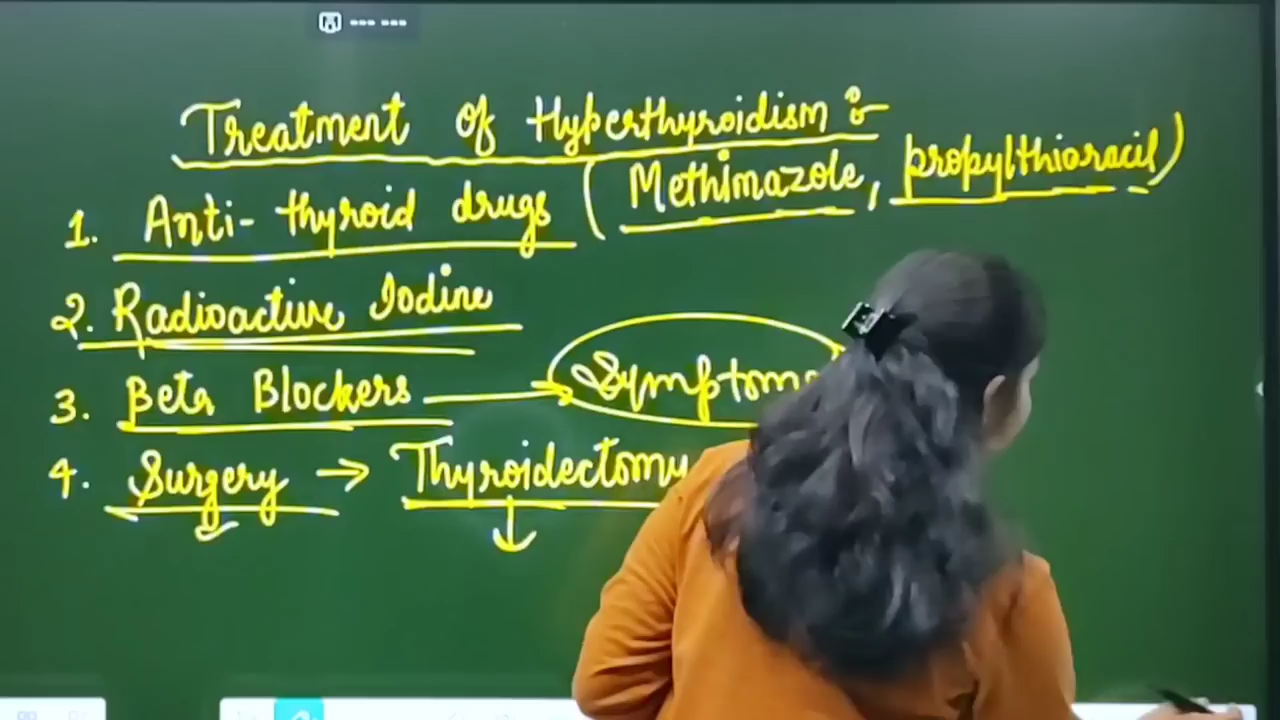 Treatment of Hyperthyroidism :-
1. Anti-thyroid drugs (Methimazole, propylthioracil)
2. Radioactive Iodine
3. Beta Blockers → Symptoms
4. Surgery → Thyroidectomy